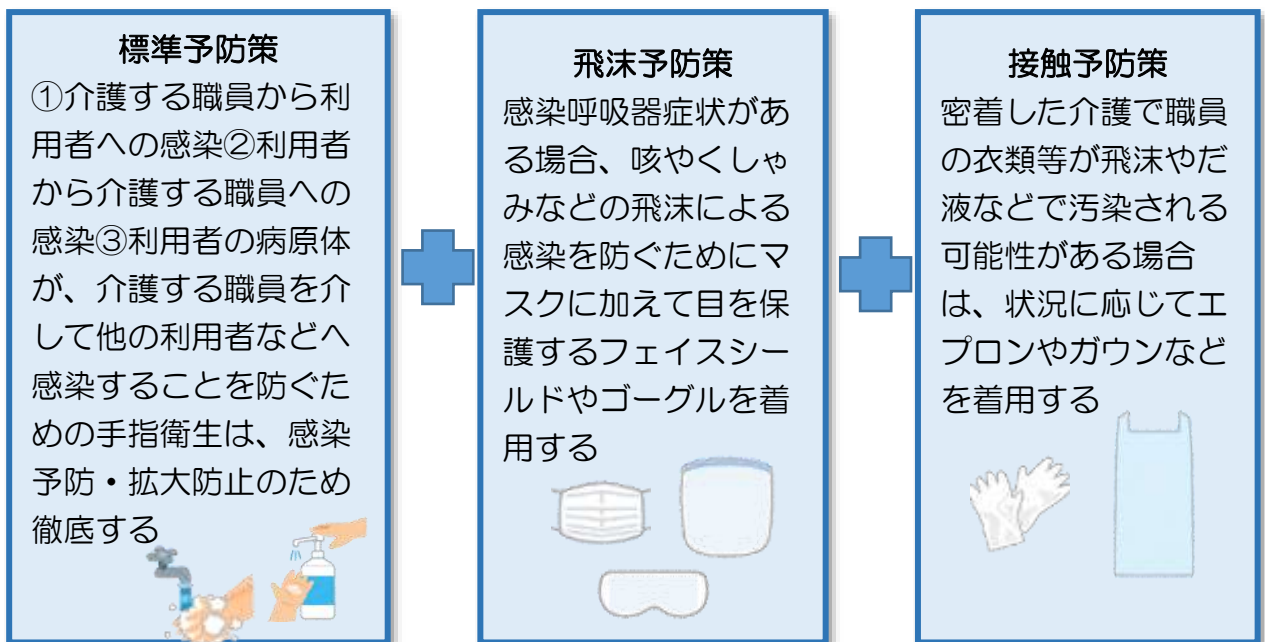 標準予防策
①介護する職員から利
用者への感染②利用者
から介護する職員への
感染③利用者の病原体
が、介護する職員を介
して他の利用者などへ
感染することを防ぐた
めの手指衛生は、感染
予防・拡大防止のため
徹底する
飛沫予防策
感染呼吸器症状があ
る場合、咳やくしゃ
みなどの飛沫による
感染を防ぐためにマ
スクに加えて目を保
護するフェイスシー
ルドやゴーグルを着
用する
接触予防策
密着した介護で職員
の衣類等が飛沫やだ
液などで汚染される
可能性がある場合
は、状況に応じてエ
プロンやガウンなど
を着用する